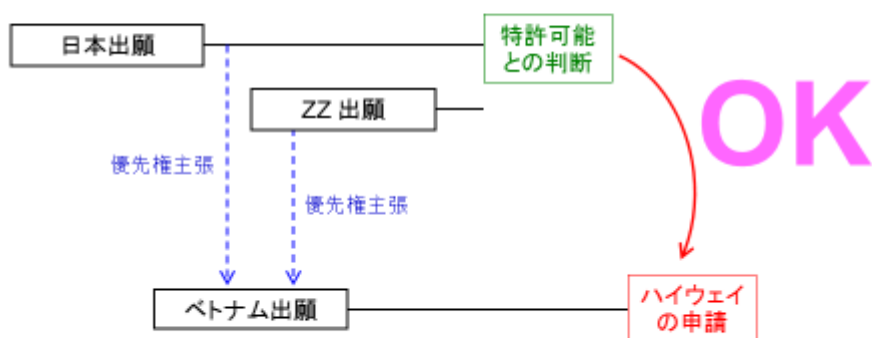 日本出願
特許可能
との判断
ZZ 出願
OK
優先権主張
優先権主張
ベトナム出願
ハイウェイ
の申請